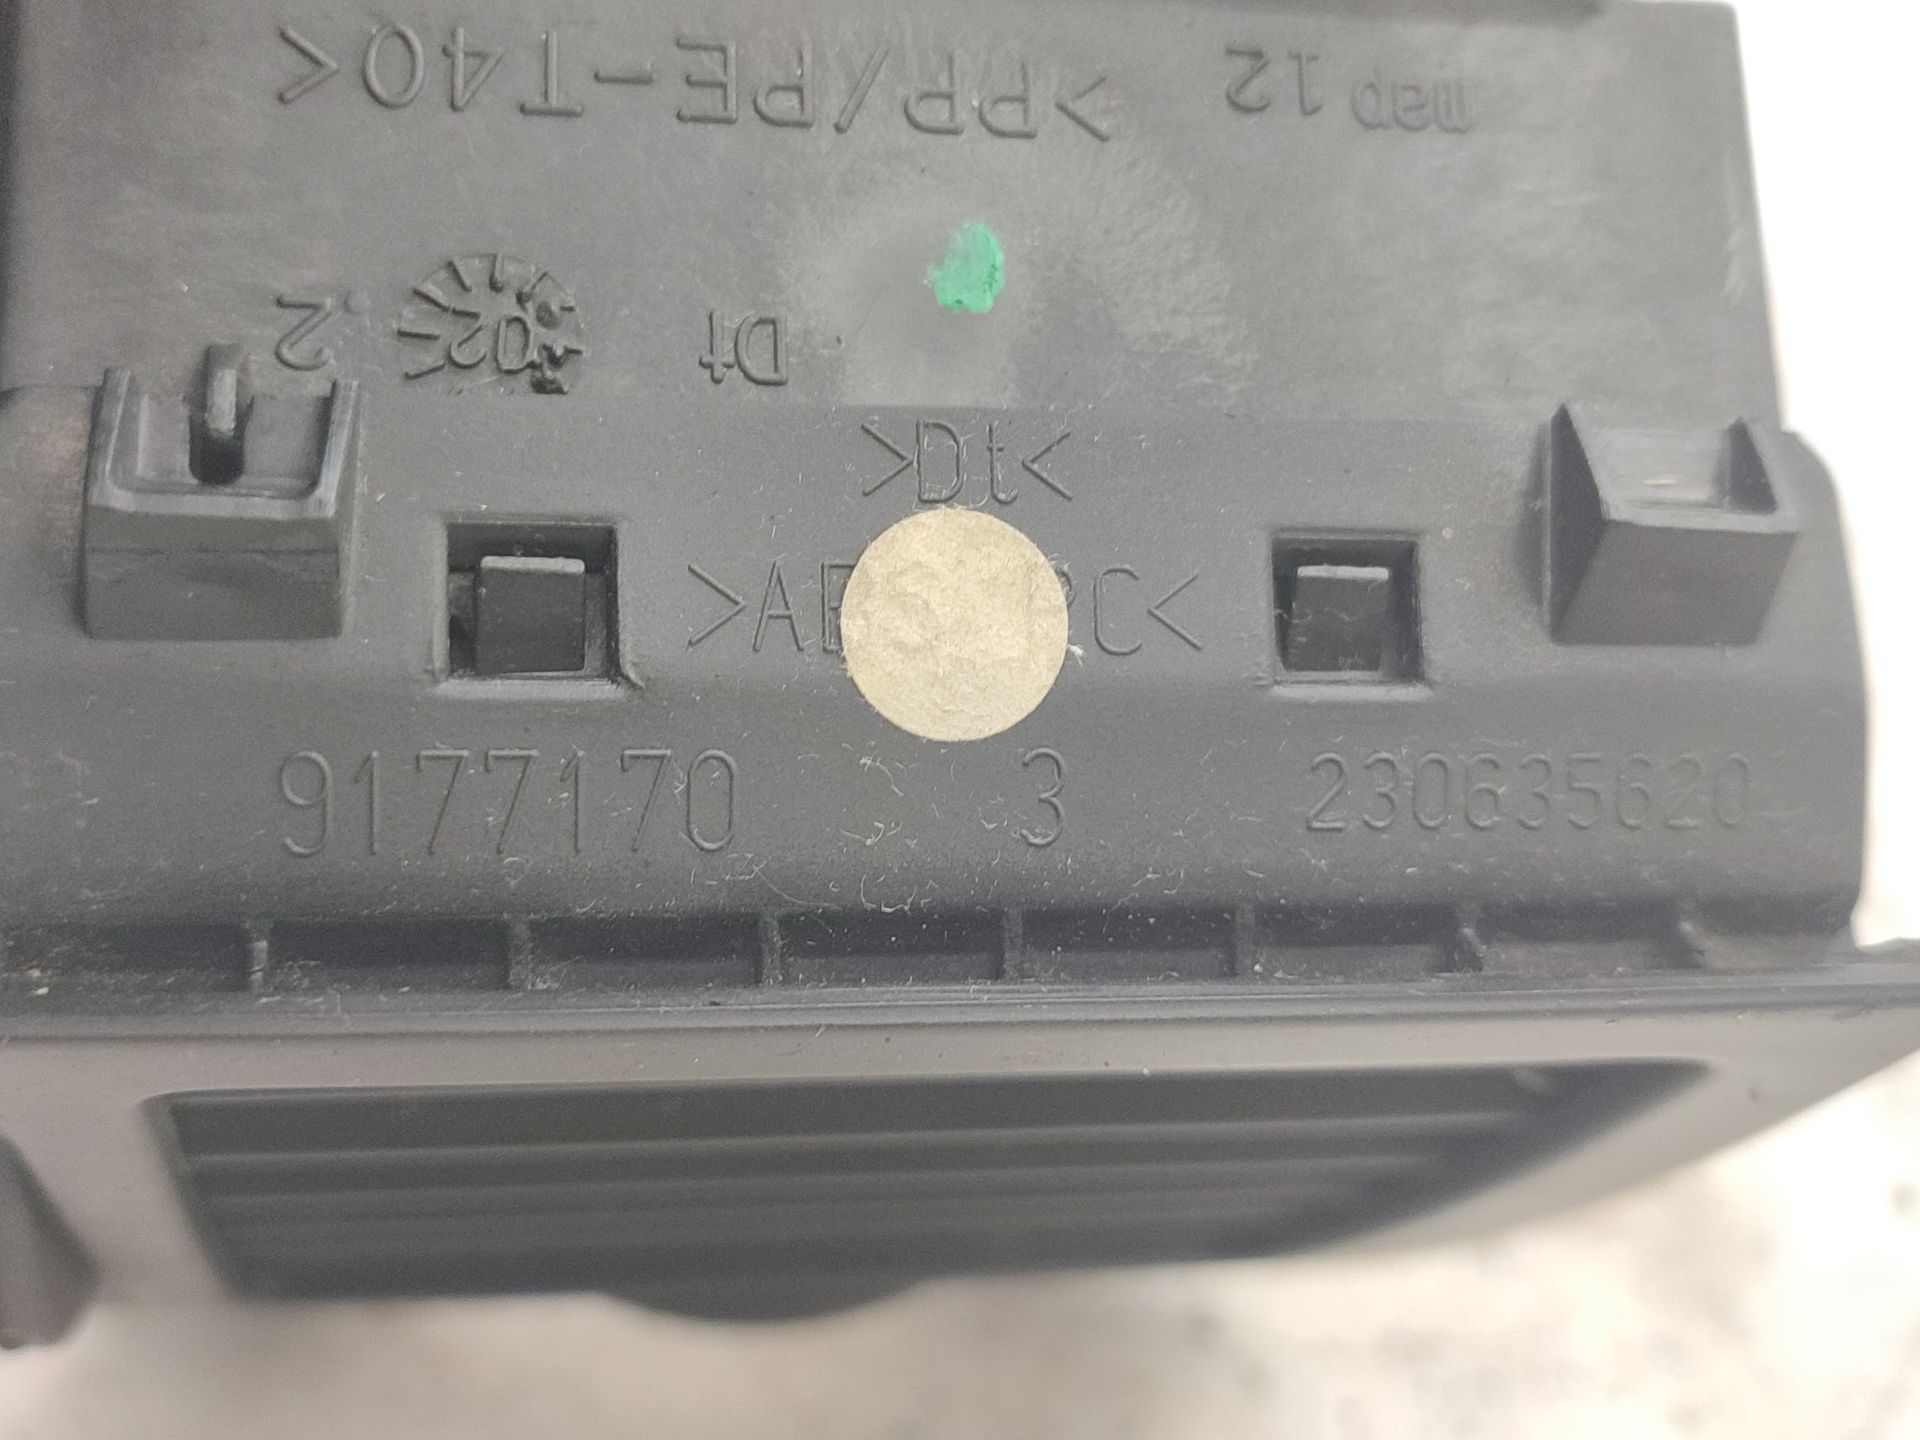 map 12 >PP/PE-T40<
Dt 02 2
>Dt<
9177170 3 230635620